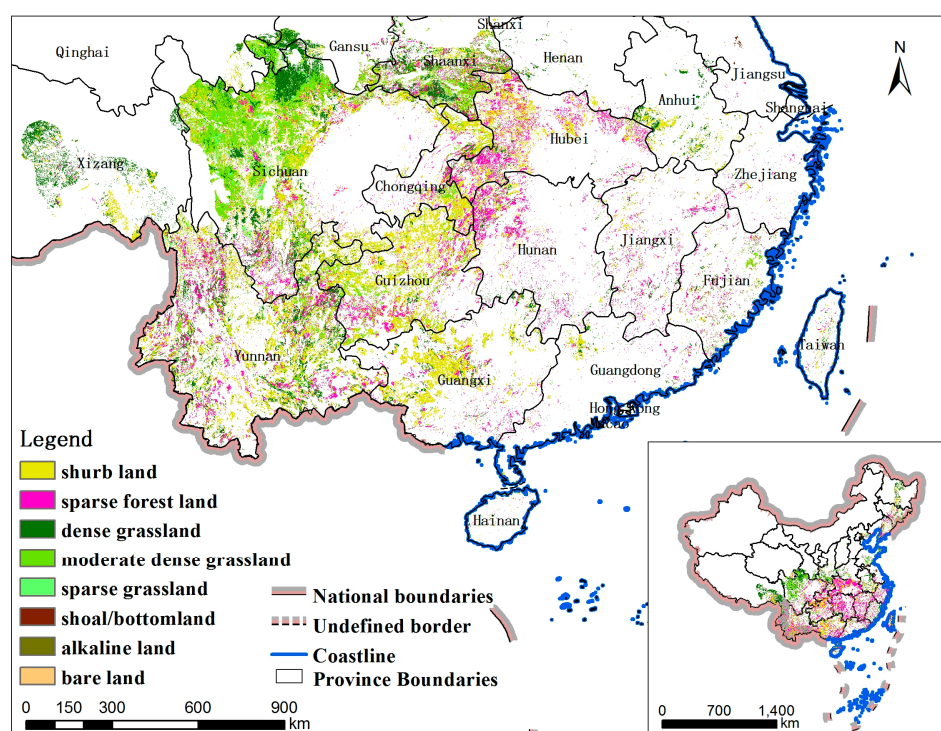 Shanxi
Qinghai
Gansu
Shaanxi
Henan
N
Jiangsu
Anhui
Shanghai
Xizang
Hubei
Sichuan
Chongqing
Zhejiang
Hunan
Jiangxi
Guizhou
Fujian
Yunnan
Taiwan
Guangxi
Guangdong
Hong Kong
Macao
Hainan
Legend
shurb land
sparse forest land
dense grassland
moderate dense grassland
sparse grassland
shoal/bottomland
alkaline land
bare land
National boundaries
Undefined border
Coastline
Province Boundaries
0 150 300 600 900
km
0 700 1,400
km